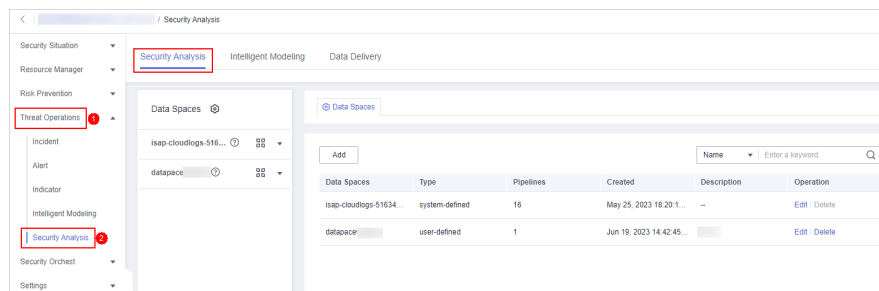 / Security Analysis
Security Situation
Resource Manager
Risk Prevention
Threat Operations 1
Incident
Alert
Indicator
Intelligent Modeling
Security Analysis 2
Security Orchest
Settings
Security Analysis Intelligent Modeling Data Delivery
Data Spaces
isap-cloudlogs-516... ?
datapace ?
Data Spaces
Add Name Enter a keyword.
Data Spaces Type Pipelines Created Description Operation
isap-cloudlogs-51634... system-defined 16 May 25, 2023 18:20:1... -- Edit Delete
datapace user-defined 1 Jun 19, 2023 14:42:45... Edit Delete